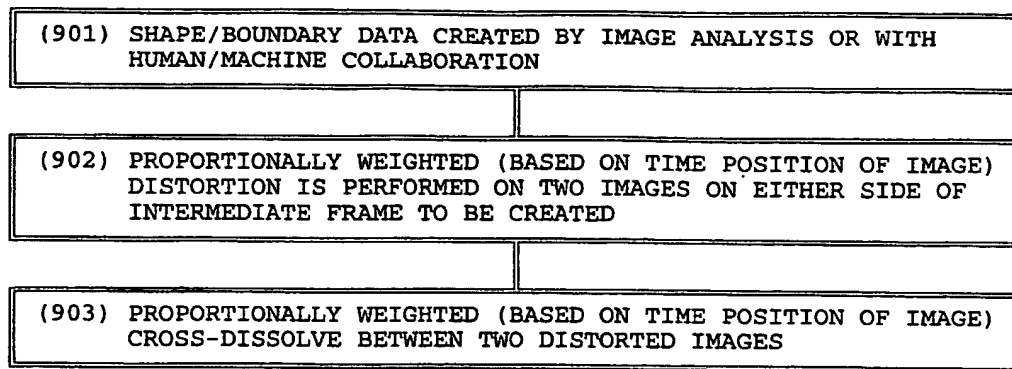 (901) SHAPE/BOUNDARY DATA CREATED BY IMAGE ANALYSIS OR WITH
HUMAN/MACHINE COLLABORATION
(902) PROPORTIONALLY WEIGHTED (BASED ON TIME POSITION OF IMAGE)
DISTORTION IS PERFORMED ON TWO IMAGES ON EITHER SIDE OF
INTERMEDIATE FRAME TO BE CREATED
(903) PROPORTIONALLY WEIGHTED (BASED ON TIME POSITION OF IMAGE)
CROSS-DISSOLVE BETWEEN TWO DISTORTED IMAGES